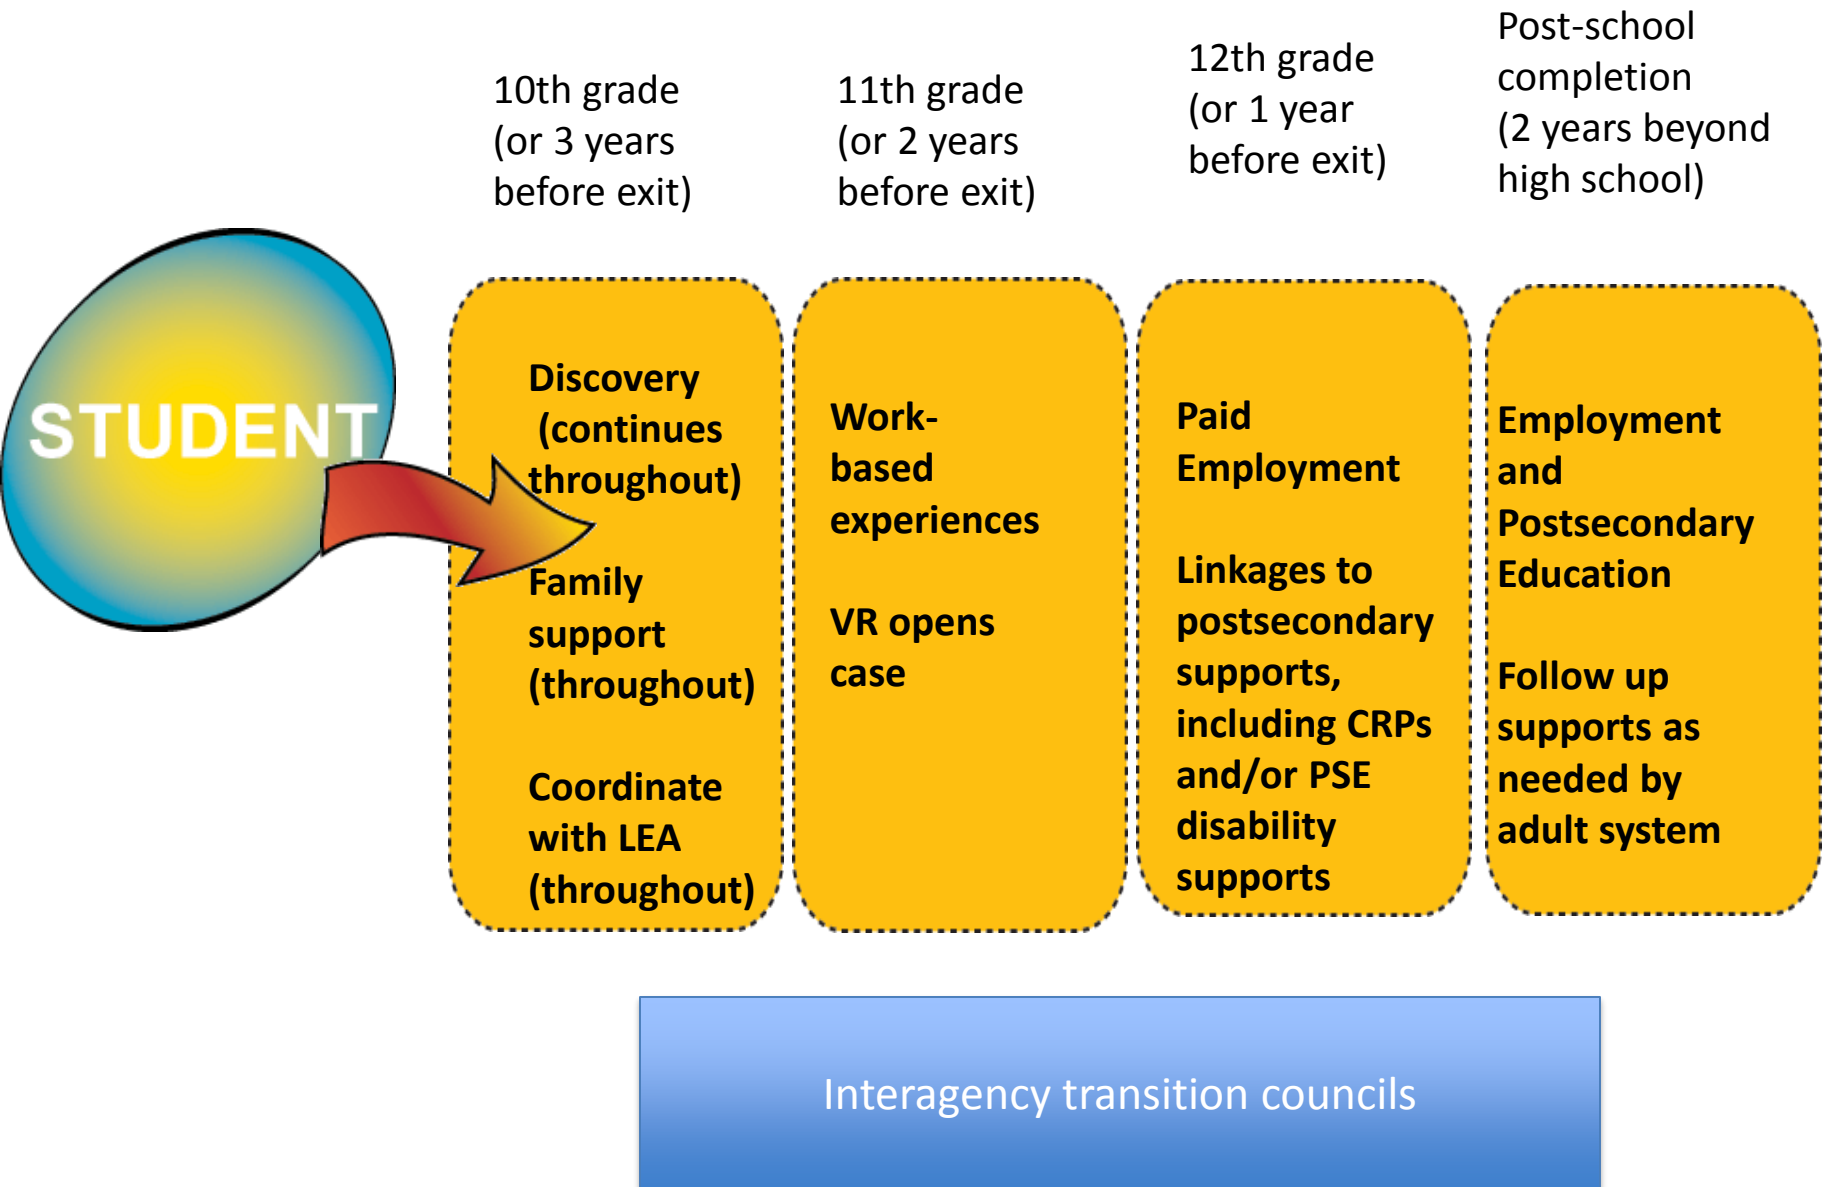 10th grade
(or 3 years
before exit)
11th grade
(or 2 years
before exit)
12th grade
(or 1 year
before exit)
Post-school
completion
(2 years beyond
high school)
STUDENT
Discovery
(continues
throughout)
Family
support
(throughout)
Coordinate
with LEA
(throughout)
Work-
based
experiences
VR opens
case
Paid
Employment
Linkages to
postsecondary
supports,
including CRPs
and/or PSE
disability
supports
Employment
and
Postsecondary
Education
Follow up
supports as
needed by
adult system
Interagency transition councils